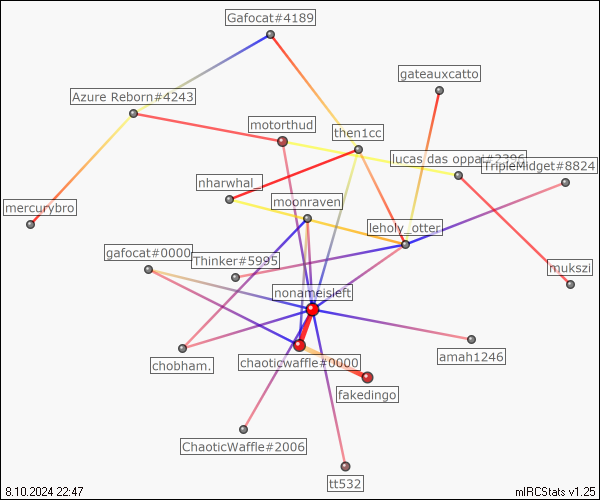 Gafocat#4189
gateauxcatto
Azure Reborn#4243
motorthud
then1cc
lucas das oppai#2396
TripleMidget#8824
nharwhal_
moonraven
mercurybro
leholy_otter
gafocat#0000
Thinker#5995
mukszi
nonameisleft
chobham.
chaoticwaffle#0000
amah1246
fakedingo
ChaoticWaffle#2006
tt532
8.10.2024 22:47
mIRCStats v1.25